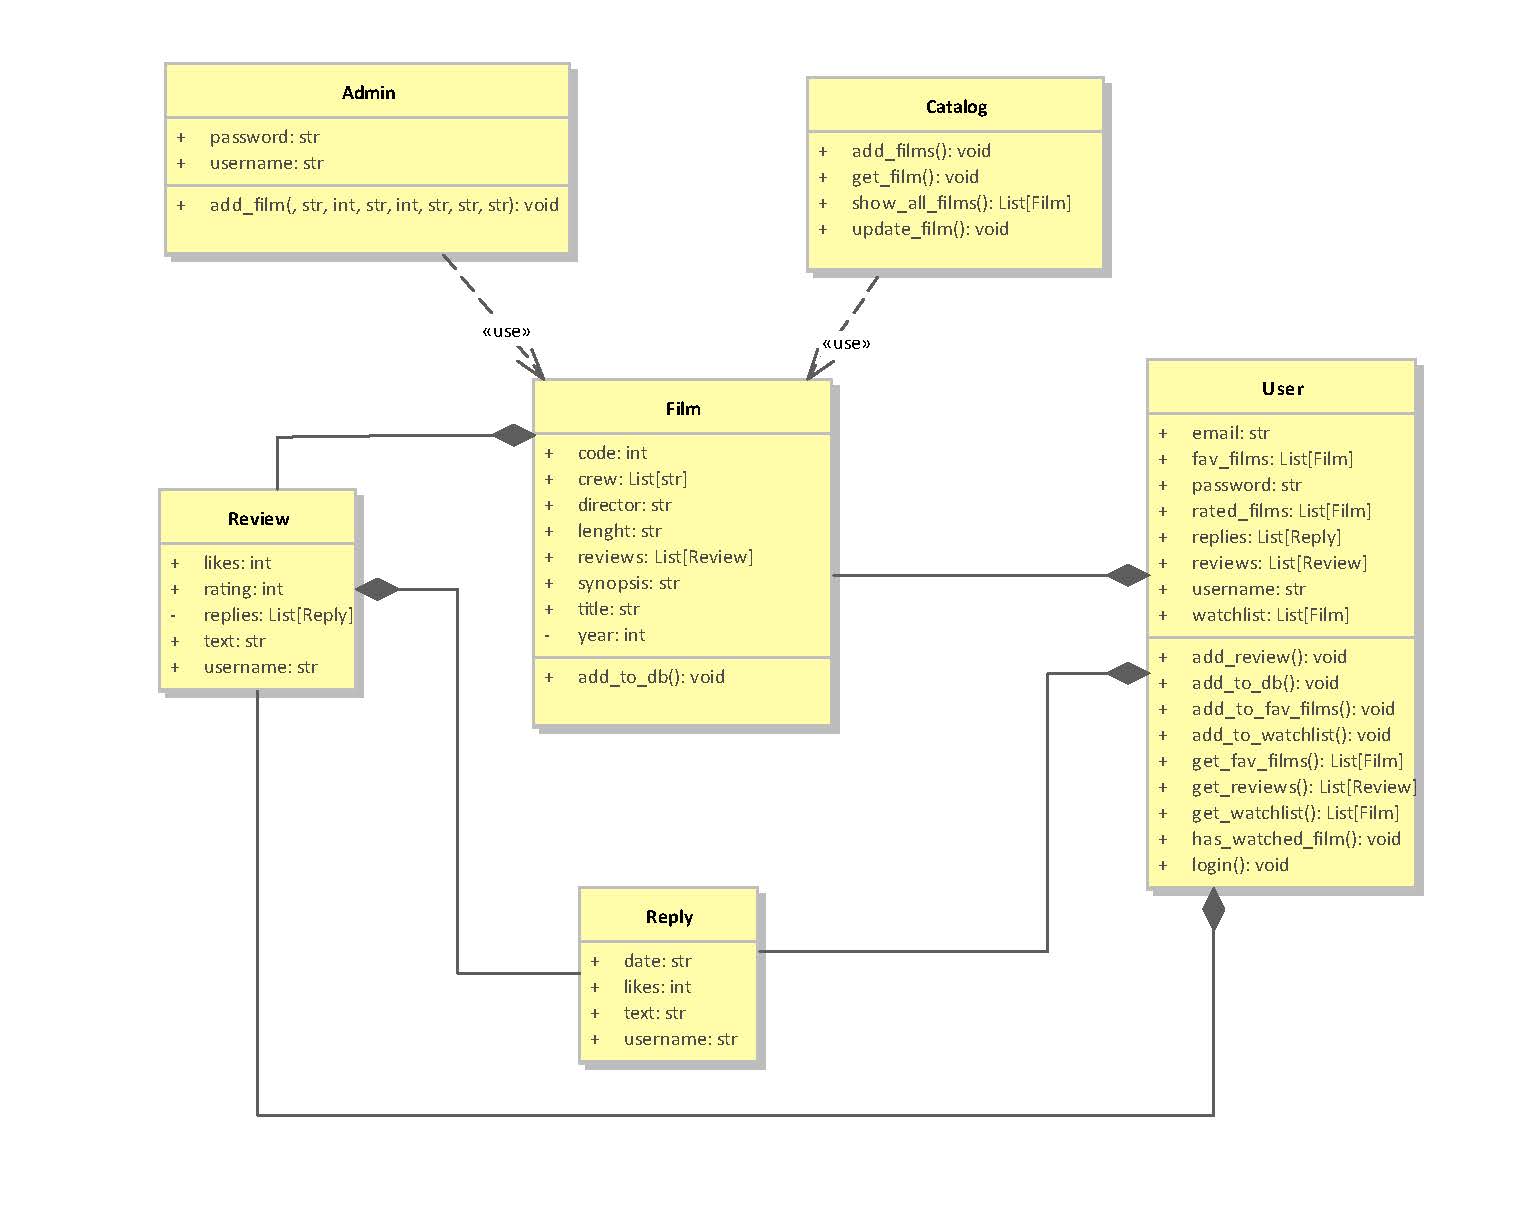 Admin
+ password: str
+ username: str
+ add_film(, str, int, str, int, str, str, str): void
Catalog
+ add_films(): void
+ get_film(): void
+ show_all_films(): List[Film]
+ update_film(): void
«use»
«use»
Film
+ code: int
+ crew: List[str]
+ director: str
+ lenght: str
+ reviews: List[Review]
+ synopsis: str
+ title: str
- year: int
+ add_to_db(): void
User
+ email: str
+ fav_films: List[Film]
+ password: str
+ rated_films: List[Film]
+ replies: List[Reply]
+ reviews: List[Review]
+ username: str
+ watchlist: List[Film]
+ add_review(): void
+ add_to_db(): void
+ add_to_fav_films(): void
+ add_to_watchlist(): void
+ get_fav_films(): List[Film]
+ get_reviews(): List[Review]
+ get_watchlist(): List[Film]
+ has_watched_film(): void
+ login(): void
Review
+ likes: int
+ rating: int
- replies: List[Reply]
+ text: str
+ username: str
Reply
+ date: str
+ likes: int
+ text: str
+ username: str